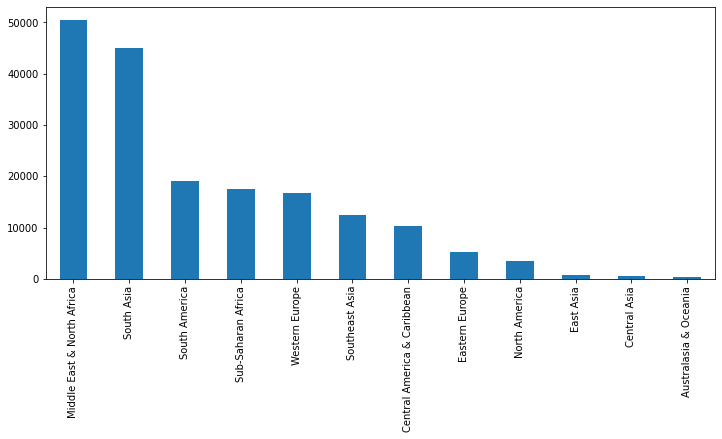 50000
40000
30000
20000
10000
0
Middle East & North Africa
South Asia
South America
Sub-Saharan Africa
Western Europe
Southeast Asia
Central America & Caribbean
Eastern Europe
North America
East Asia
Central Asia
Australasia & Oceania